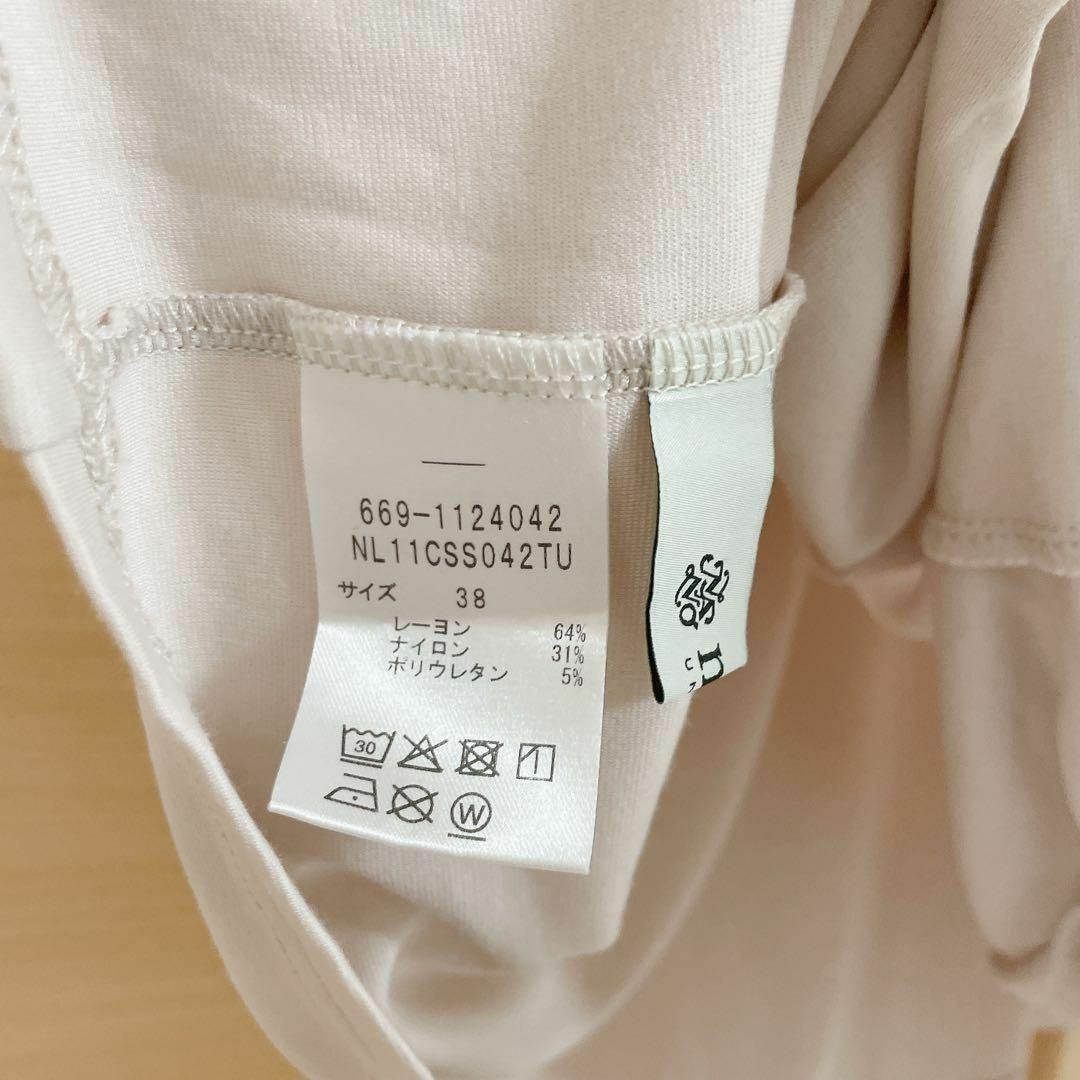 669-1124042
NL11CSS042TU
サイズ 38
レーヨン 64%
ナイロン 31%
ポリウレタン 5%
30
W
n
U